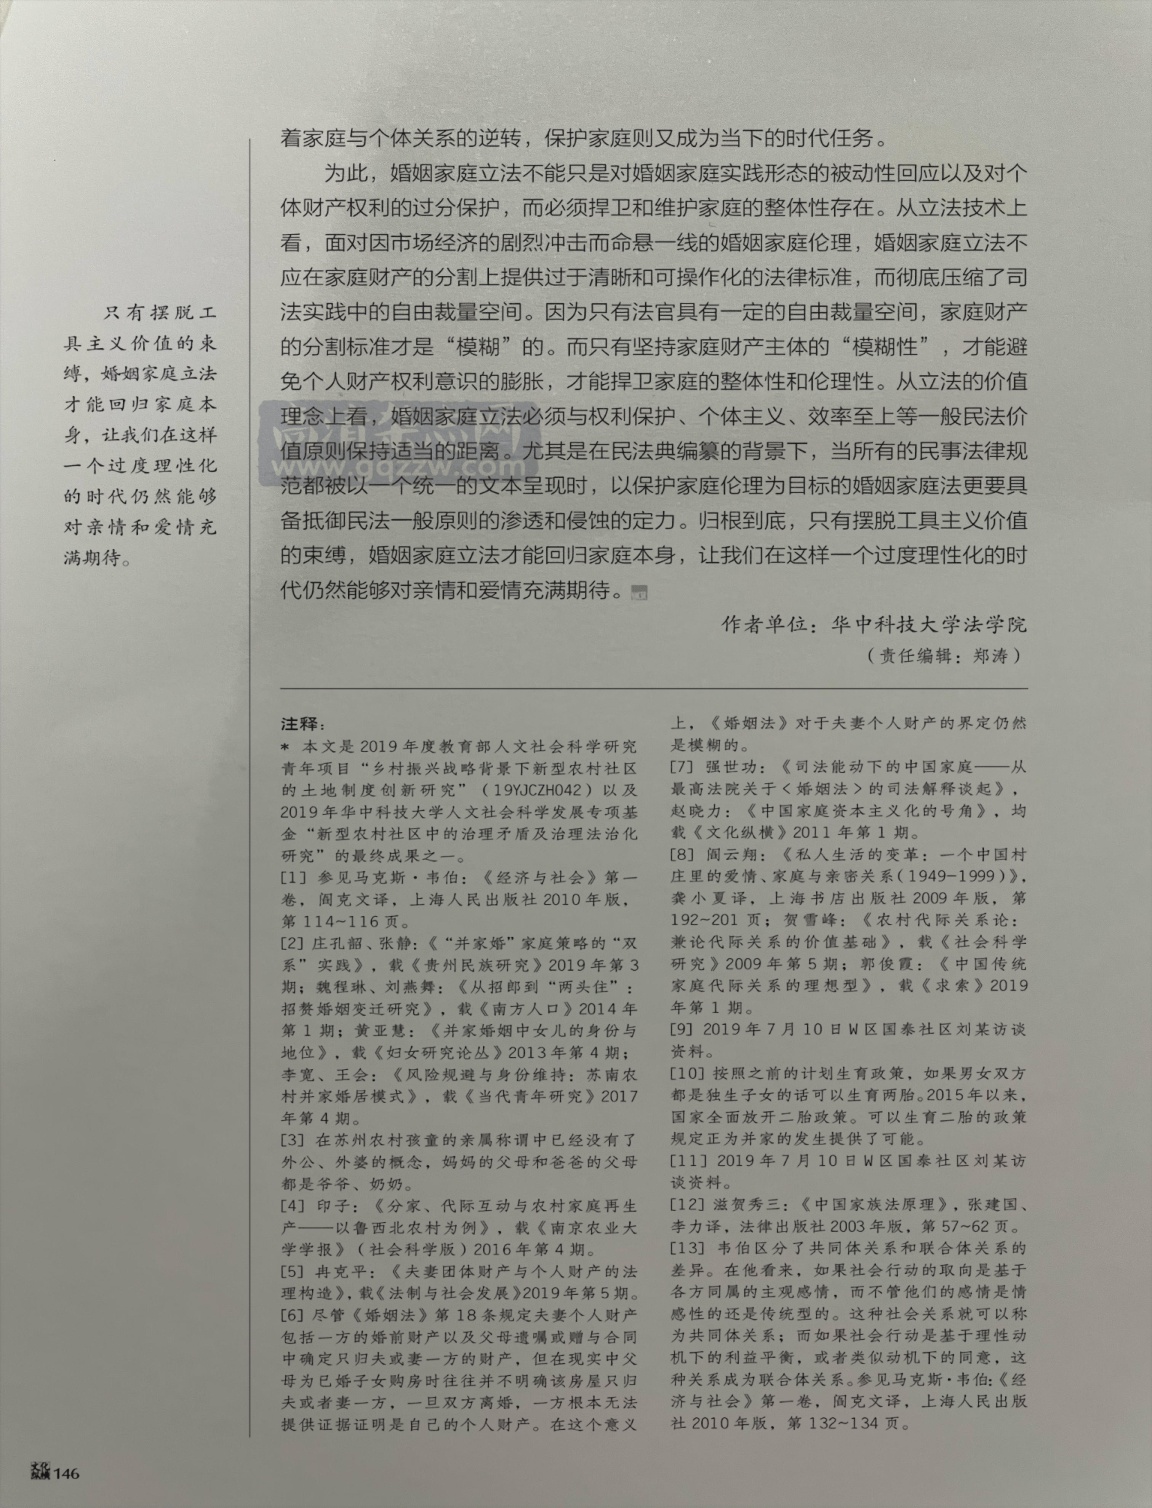 着家庭与个体关系的逆转，保护家庭则又成为当下的时代任务。
为此，婚姻家庭立法不能只是对婚姻家庭实践形态的被动性回应以及对个
体财产权利的过分保护，而必须捍卫和维护家庭的整体性存在。从立法技术上
看，面对因市场经济的剧烈冲击而命悬一线的婚姻家庭伦理，婚姻家庭立法不
应在家庭财产的分割上提供过于清晰和可操作化的法律标准，而彻底压缩了司
法实践中的自由裁量空间。因为只有法官具有一定的自由裁量空间，家庭财产
的分割标准才是“模糊”的。而只有坚持家庭财产主体的“模糊性”，才能避
免个人财产权利意识的膨胀，才能捍卫家庭的整体性和伦理性。从立法的价值
理念上看，婚姻家庭立法必须与权利保护、个体主义、效率至上等一般民法价
值原则保持适当的距离。尤其是在民法典编纂的背景下，当所有的民事法律规
范都被以一个统一的文本呈现时，以保护家庭伦理为目标的婚姻家庭法更要具
备抵御民法一般原则的渗透和侵蚀的定力。归根到底，只有摆脱工具主义价值
的束缚，婚姻家庭立法才能回归家庭本身，让我们在这样一个过度理性化的时
代仍然能够对亲情和爱情充满期待。
作者单位：华中科技大学法学院
（责任编辑：郑涛）
只有摆脱工
具主义价值的束
缚，婚姻家庭立法
才能回归家庭本
身，让我们在这样
一个过度理性化
的时代仍然能够
对亲情和爱情充
满期待。
www.qqzzw.com
注释：
* 本文是2019年度教育部人文社会科学研究
青年项目“乡村振兴战略背景下新型农村社区
的土地制度创新研究”（19YJCZH042）以及
2019年华中科技大学人文社会科学发展专项基
金“新型农村社区中的治理矛盾及治理法治化
研究”的最终成果之一。
[1] 参见马克斯·韦伯：《经济与社会》第一
卷，阎克文译，上海人民出版社2010年版，
第114~116页。
[2] 庄孔韶、张静：《“并家婚”家庭策略的“双
系”实践》，载《贵州民族研究》2019年第3
期；魏程琳、刘燕舞：《从招郎到“两头住”：
招赘婚姻变迁研究》，载《南方人口》2014年
第1期；黄亚慧：《并家婚姻中女儿的身份与
地位》，载《妇女研究论丛》2013年第4期；
李宽、王会：《风险规避与身份维持：苏南农
村并家婚居模式》，载《当代青年研究》2017
年第4期。
[3] 在苏州农村孩童的亲属称谓中已经没有了
外公、外婆的概念，妈妈的父母和爸爸的父母
都是爷爷、奶奶。
[4] 印子：《分家、代际互动与农村家庭再生
产——以鲁西北农村为例》，载《南京农业大
学学报》（社会科学版）2016年第4期。
[5] 冉克平：《夫妻团体财产与个人财产的法
理构造》，载《法制与社会发展》2019年第5期。
[6] 尽管《婚姻法》第18条规定夫妻个人财产
包括一方的婚前财产以及父母遗嘱或赠与合同
中确定只归夫或妻一方的财产，但在现实中父
母为已婚子女购房时往往并不明确该房屋只归
夫或者妻一方，一旦双方离婚，一方根本无法
提供证据证明是自己的个人财产。在这个意义
上，《婚姻法》对于夫妻个人财产的界定仍然
是模糊的。
[7] 强世功：《司法能动下的中国家庭——从
最高法院关于<婚姻法>的司法解释谈起》，
赵晓力：《中国家庭资本主义化的号角》，均
载《文化纵横》2011年第1期。
[8] 阎云翔：《私人生活的变革：一个中国村
庄里的爱情、家庭与亲密关系(1949-1999)》，
龚小夏译，上海书店出版社2009年版，第
192~201页；贺雪峰：《农村代际关系论：
兼论代际关系的价值基础》，载《社会科学
研究》2009年第5期；郭俊霞：《中国传统
家庭代际关系的理想型》，载《求索》2019
年第1期。
[9] 2019年7月10日W区国泰社区刘某访谈
资料。
[10] 按照之前的计划生育政策，如果男女双方
都是独生子女的话可以生育两胎。2015年以来，
国家全面放开二胎政策。可以生育二胎的政策
规定正为并家的发生提供了可能。
[11] 2019年7月10日W区国泰社区刘某访
谈资料。
[12] 滋贺秀三：《中国家族法原理》，张建国、
李力译，法律出版社2003年版，第57~62页。
[13] 韦伯区分了共同体关系和联合体关系的
差异。在他看来，如果社会行动的取向是基于
各方同属的主观感情，而不管他们的感情是情
感性的还是传统型的。这种社会关系就可以称
为共同体关系；而如果社会行动是基于理性动
机下的利益平衡，或者类似动机下的同意，这
种关系成为联合体关系。参见马克斯·韦伯：《经
济与社会》第一卷，阎克文译，上海人民出版
社2010年版，第132~134页。
文化纵横 146